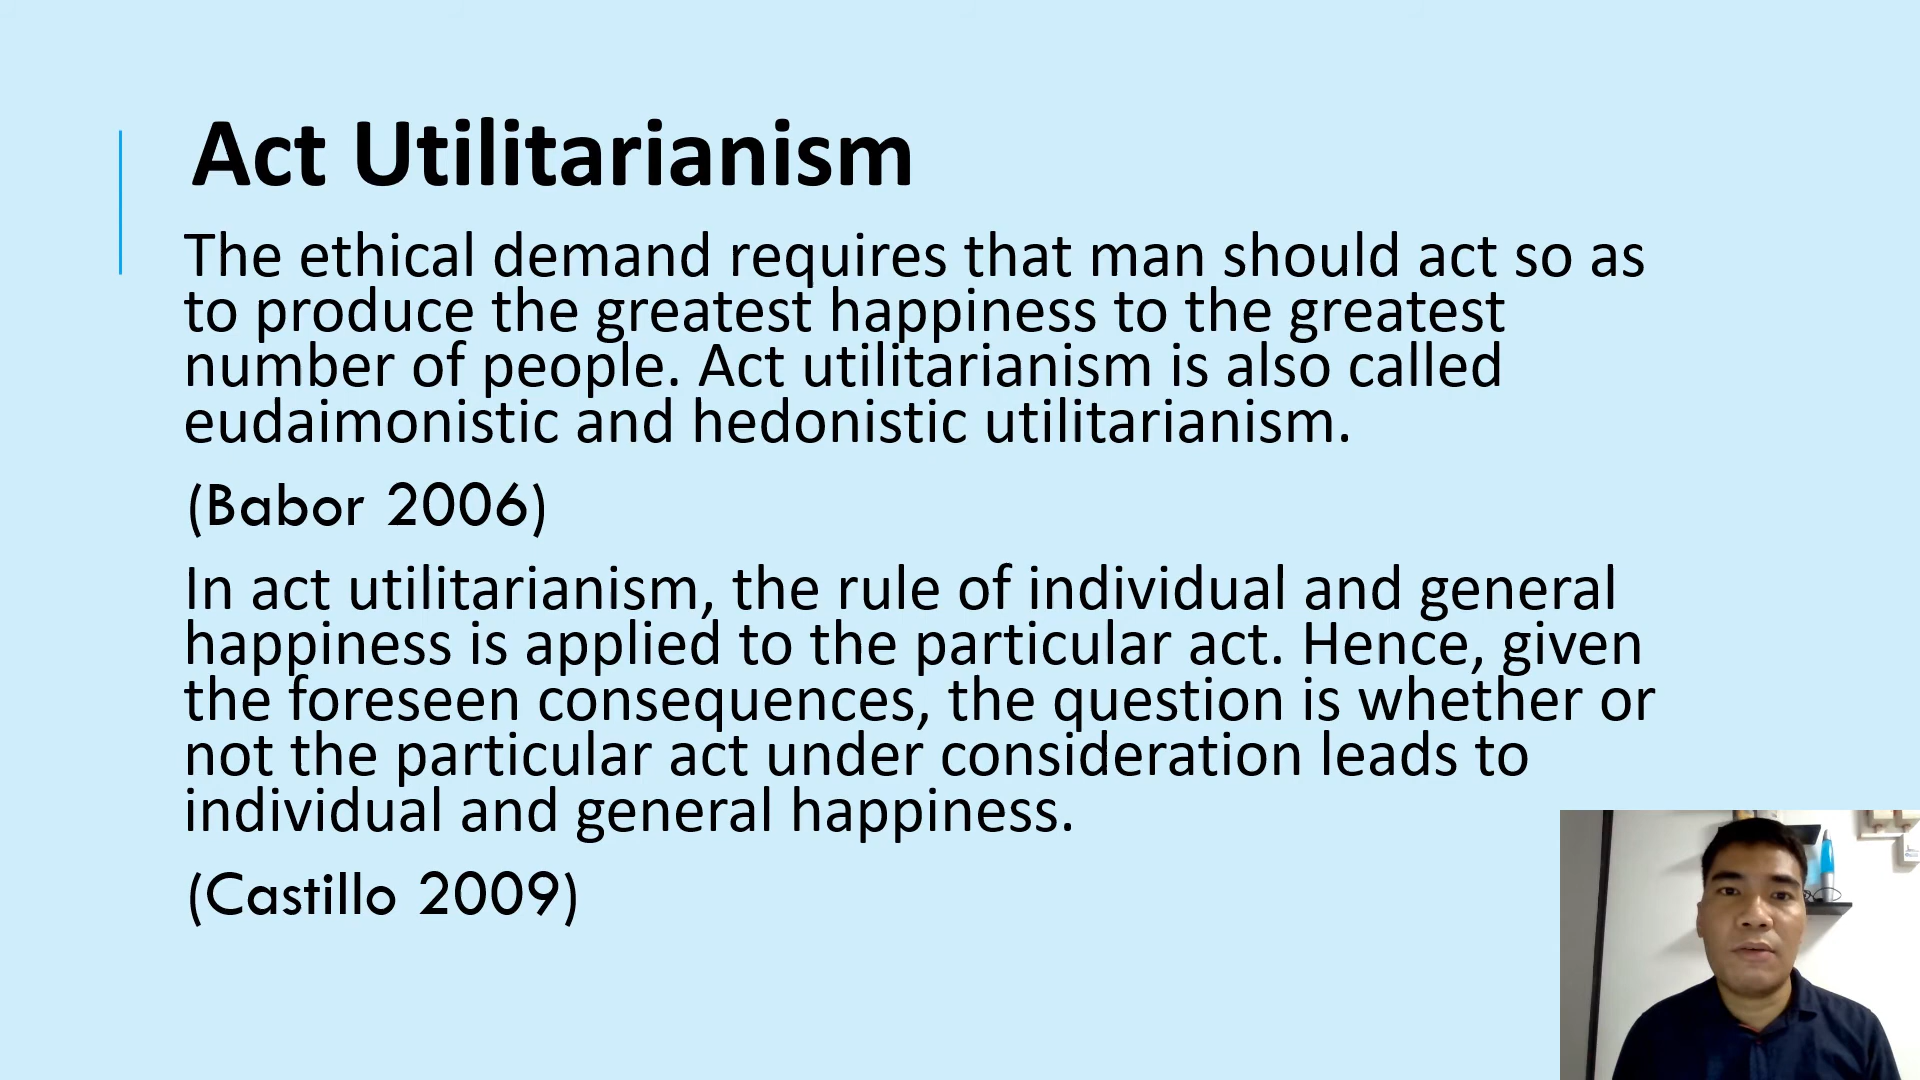 Act Utilitarianism
The ethical demand requires that man should act so as
to produce the greatest happiness to the greatest
number of people. Act utilitarianism is also called
eudaimonistic and hedonistic utilitarianism.
(Babor 2006)
In act utilitarianism, the rule of individual and general
happiness is applied to the particular act. Hence, given
the foreseen consequences, the question is whether or
not the particular act under consideration leads to
individual and general happiness.
(Castillo 2009)